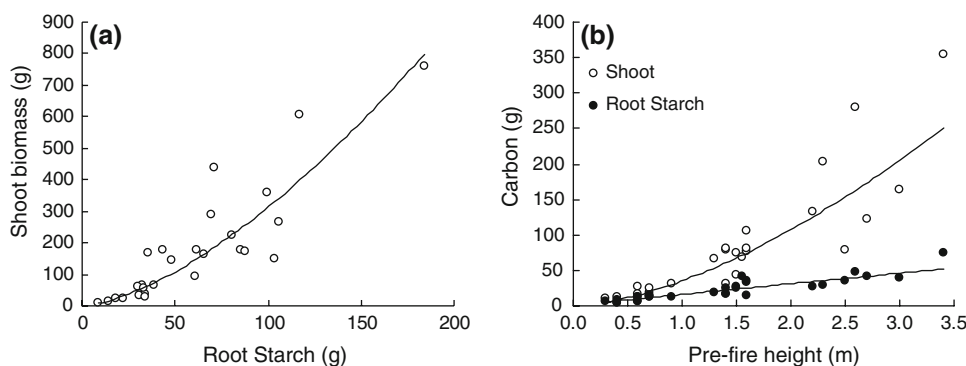 (a)
Shoot biomass (g)
900
800
700
600
500
400
300
200
100
0
0 50 100 150 200
Root Starch (g)
(b)
Shoot
Root Starch
Carbon (g)
400
350
300
250
200
150
100
50
0
0.0 0.5 1.0 1.5 2.0 2.5 3.0 3.5
Pre-fire height (m)